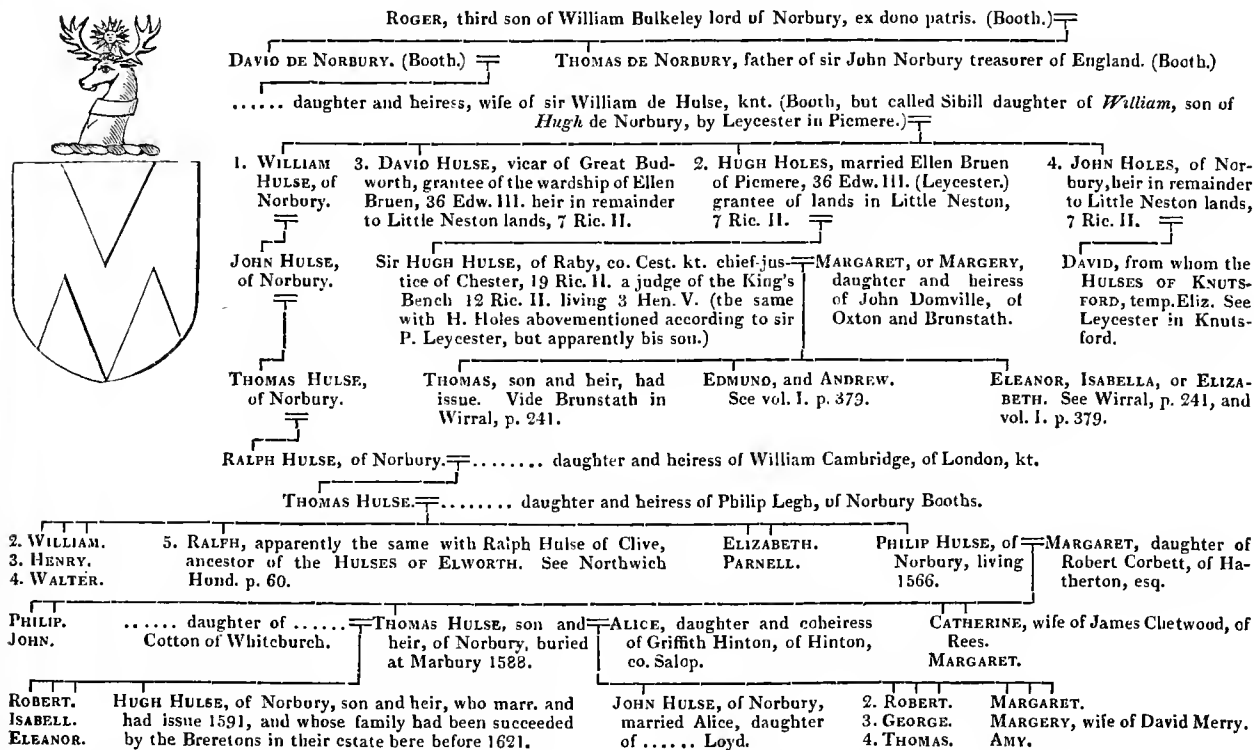 ROGER, third son of William Bulkeley lord of Norbury, ex dono patris. (Booth.)
DAVID DE NORBURY. (Booth.)
THOMAS DE NORBURY, father of sir John Norbury treasurer of England. (Booth.)
...... daughter and heiress, wife of sir William de Hulse, knt. (Booth, but called Sibill daughter of William, son of
Hugh de Norbury, by Leycester in Picmere.)
1. WILLIAM
HULSE, of
Norbury.
3. DAVID HULSE, vicar of Great Bud-
worth, grantee of the wardship of Ellen
Bruen, 36 Edw. III. heir in remainder
to Little Neston lands, 7 Ric. II.
2. HUGH HOLES, married Ellen Bruen
of Picmere, 36 Edw. III. (Leycester.)
grantee of lands in Little Neston,
7 Ric. II.
4. JOHN HOLES, of Nor-
bury, heir in remainder
to Little Neston lands,
7 Ric. II.
JOHN HULSE,
of Norbury.
Sir HUGH HULSE, of Raby, co. Cest. kt. chief-jus-
tice of Chester, 19 Ric. II. a judge of the King's
Bench 12 Ric. II. living 3 Hen. V. (the same
with H. Holes abovementioned according to sir
P. Leycester, but apparently his son.)
MARGARET, or MARGERY,
daughter and heiress
of John Domville, of
Oxton and Brunstath.
DAVID, from whom the
HULSES OF KNUTS-
FORD, temp. Eliz. See
Leycester in Knuts-
ford.
THOMAS HULSE,
of Norbury.
THOMAS, son and heir, had
issue. Vide Brunstath in
Wirral, p. 241.
EDMUND, and ANDREW.
See vol. I. p. 379.
ELEANOR, ISABELLA, or ELIZA-
BETH. See Wirral, p. 241, and
vol. I. p. 379.
RALPH HULSE, of Norbury.
........ daughter and heiress of William Cambridge, of London, kt.
THOMAS HULSE.
........ daughter and heiress of Philip Legh, of Norbury Booths.
2. WILLIAM.
3. HENRY.
4. WALTER.
5. RALPH, apparently the same with Ralph Hulse of Clive,
ancestor of the HULSES OF ELWORTH. See Northwich
Hund. p. 60.
ELIZABETH.
PARNELL.
PHILIP HULSE, of
Norbury, living
1566.
MARGARET, daughter of
Robert Corbett, of Ha-
therton, esq.
PHILIP.
JOHN.
...... daughter of ......
Cotton of Whitchurch.
THOMAS HULSE, son and
heir, of Norbury, buried
at Marbury 1588.
ALICE, daughter and coheiress
of Griffith Hinton, of Hinton,
co. Salop.
CATHERINE, wife of James Chetwood, of
Rees.
MARGARET.
ROBERT.
ISABELL.
ELEANOR.
HUGH HULSE, of Norbury, son and heir, who marr. and
had issue 1591, and whose family had been succeeded
by the Breretons in their estate here before 1621.
JOHN HULSE, of Norbury,
married Alice, daughter
of ...... Loyd.
2. ROBERT.
3. GEORGE.
4. THOMAS.
MARGARET.
MARGERY, wife of David Merry.
AMY.